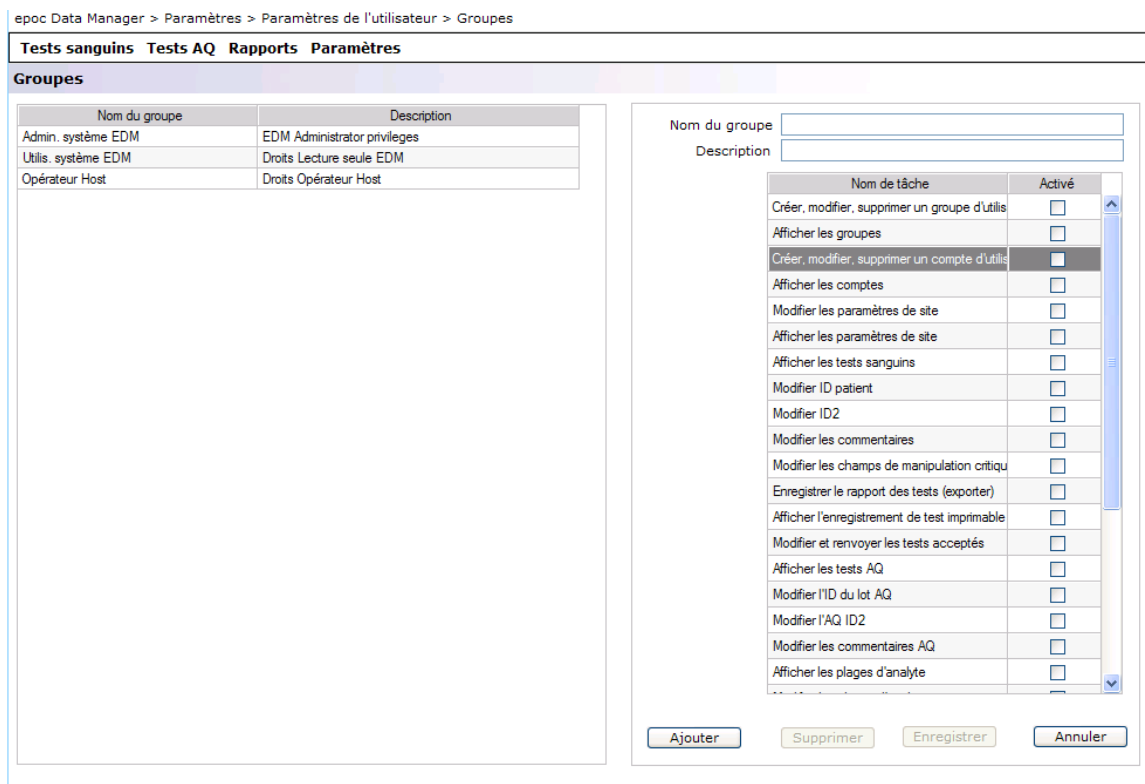 epoc Data Manager > Paramètres > Paramètres de l'utilisateur > Groupes
Tests sanguins Tests AQ Rapports Paramètres
Groupes
Nom du groupe Description
Admin. système EDM EDM Administrator privileges
Utilis. système EDM Droits Lecture seule EDM
Opérateur Host Droits Opérateur Host
Nom du groupe
Description
Nom de tâche Activé
Créer, modifier, supprimer un groupe d'utilis
Afficher les groupes
Créer, modifier, supprimer un compte d'utilis
Afficher les comptes
Modifier les paramètres de site
Afficher les paramètres de site
Afficher les tests sanguins
Modifier ID patient
Modifier ID2
Modifier les commentaires
Modifier les champs de manipulation critiqu
Enregistrer le rapport des tests (exporter)
Afficher l'enregistrement de test imprimable
Modifier et renvoyer les tests acceptés
Afficher les tests AQ
Modifier l'ID du lot AQ
Modifier l'AQ ID2
Modifier les commentaires AQ
Afficher les plages d'analyte
Ajouter Supprimer Enregistrer Annuler